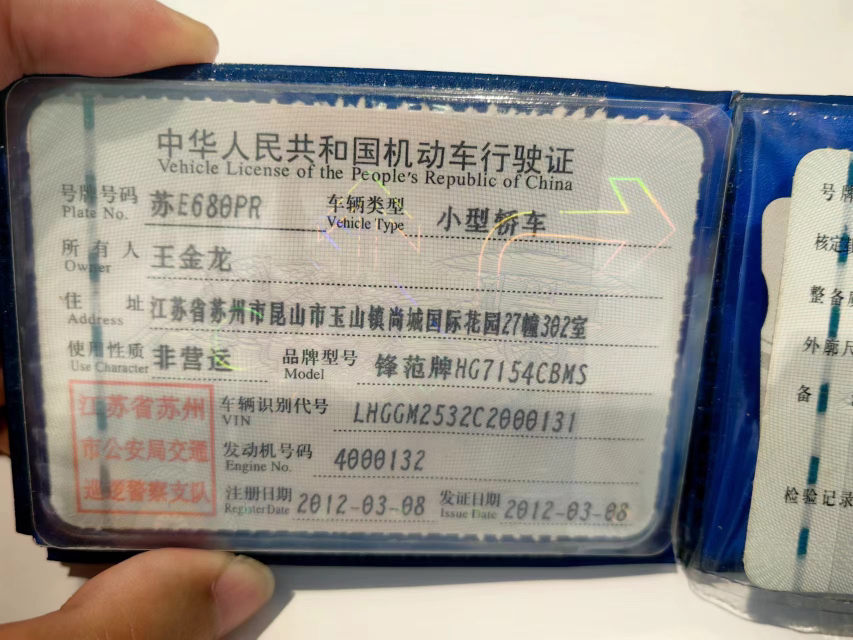 中华人民共和国机动车行驶证
Vehicle License of the People's Republic of China
号牌号码 苏E680PR 车辆类型 小型轿车
Plate No. Vehicle Type
所有人 王金龙
Owner
住址 江苏省苏州市昆山市玉山镇尚城国际花园27幢302室
Address
使用性质 非营运 品牌型号 锋范牌HG7154CBMS
Use Character Model
江苏省苏州
市公安局交通
巡逻警察支队
车辆识别代号 LHGGM2532C2000131
VIN
发动机号码 4000132
Engine No.
注册日期 2012-03-08 发证日期 2012-03-08
Register Date Issue Date
号牌
核定
整备
外廓尺
备
检验记录